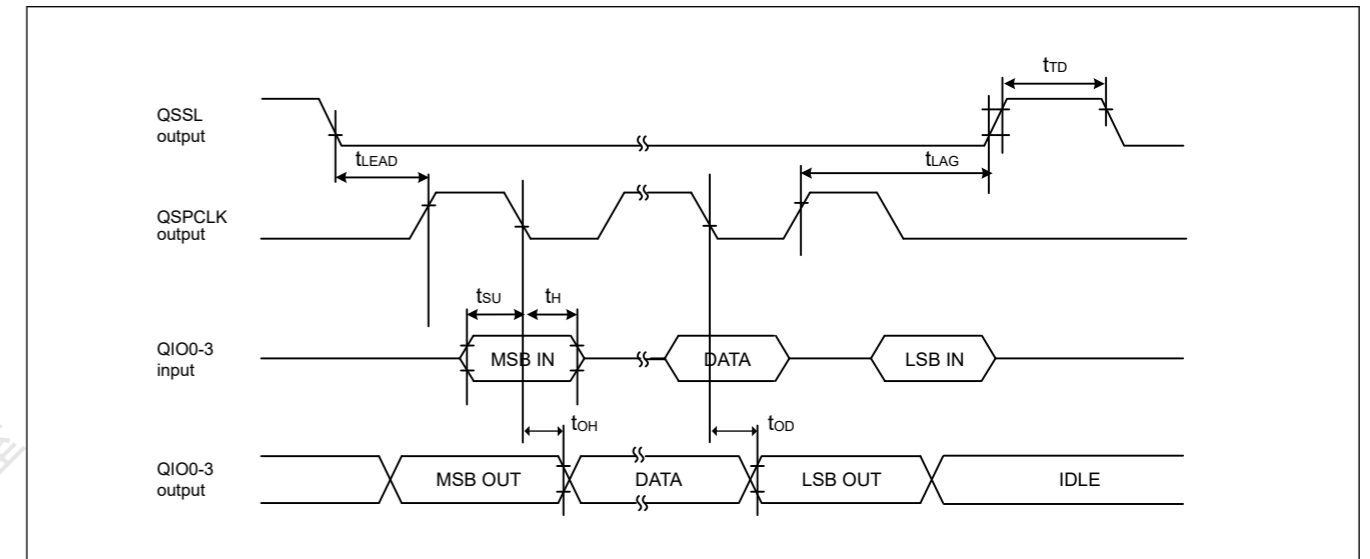 tTD
QSSL
output
tLEAD
tLAG
QSPCLK
output
tSU
tH
QIO0-3
input
MSB IN
DATA
LSB IN
tOH
tOD
QIO0-3
output
MSB OUT
DATA
LSB OUT
IDLE